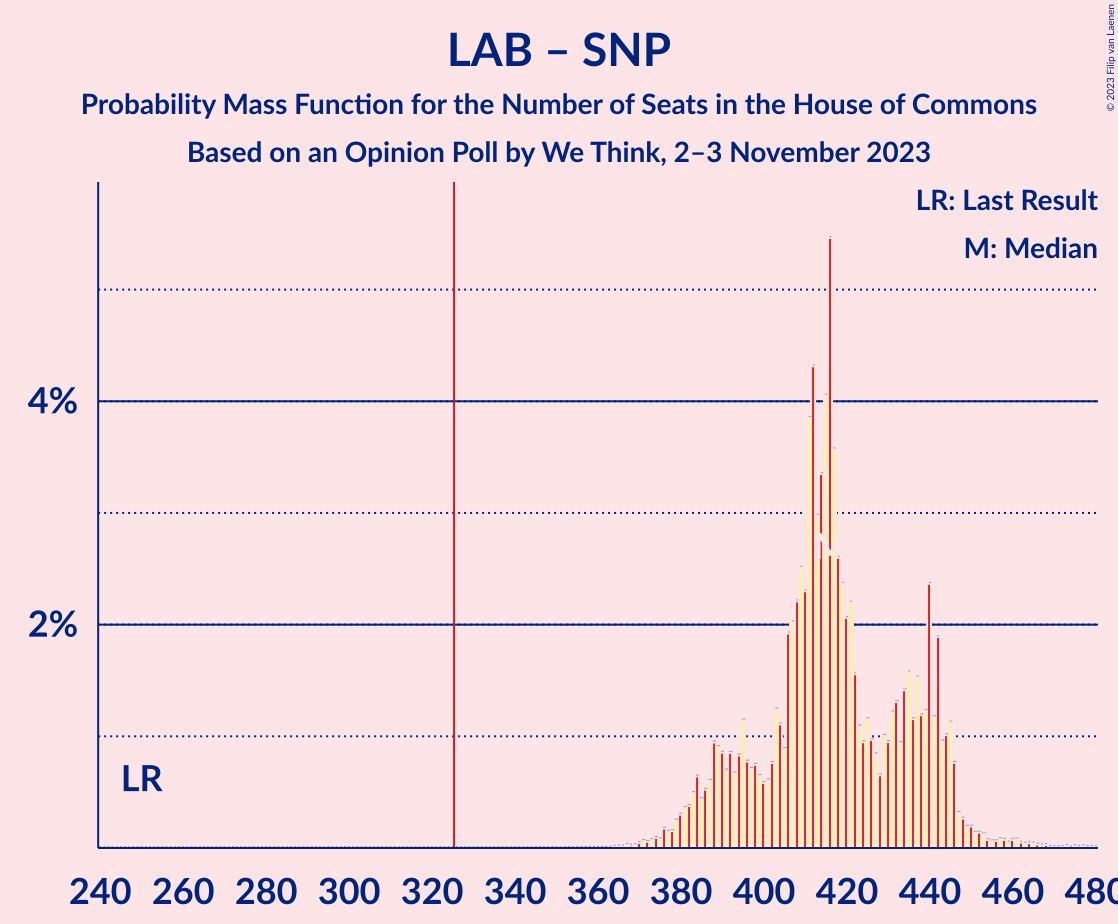 LAB – SNP
Probability Mass Function for the Number of Seats in the House of Commons
Based on an Opinion Poll by We Think, 2–3 November 2023
© 2023 Filip van Laenen
LR: Last Result
M: Median
4%
2%
LR
240 260 280 300 320 340 360 380 400 420 440 460 480